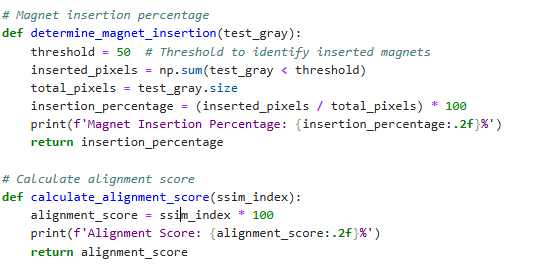 # Magnet insertion percentage
def determine_magnet_insertion(test_gray):
    threshold = 50  # Threshold to identify inserted magnets
    inserted_pixels = np.sum(test_gray < threshold)
    total_pixels = test_gray.size
    insertion_percentage = (inserted_pixels / total_pixels) * 100
    print(f'Magnet Insertion Percentage: {insertion_percentage:.2f}%')
    return insertion_percentage

# Calculate alignment score
def calculate_alignment_score(ssim_index):
    alignment_score = ssim_index * 100
    print(f'Alignment Score: {alignment_score:.2f}%')
    return alignment_score